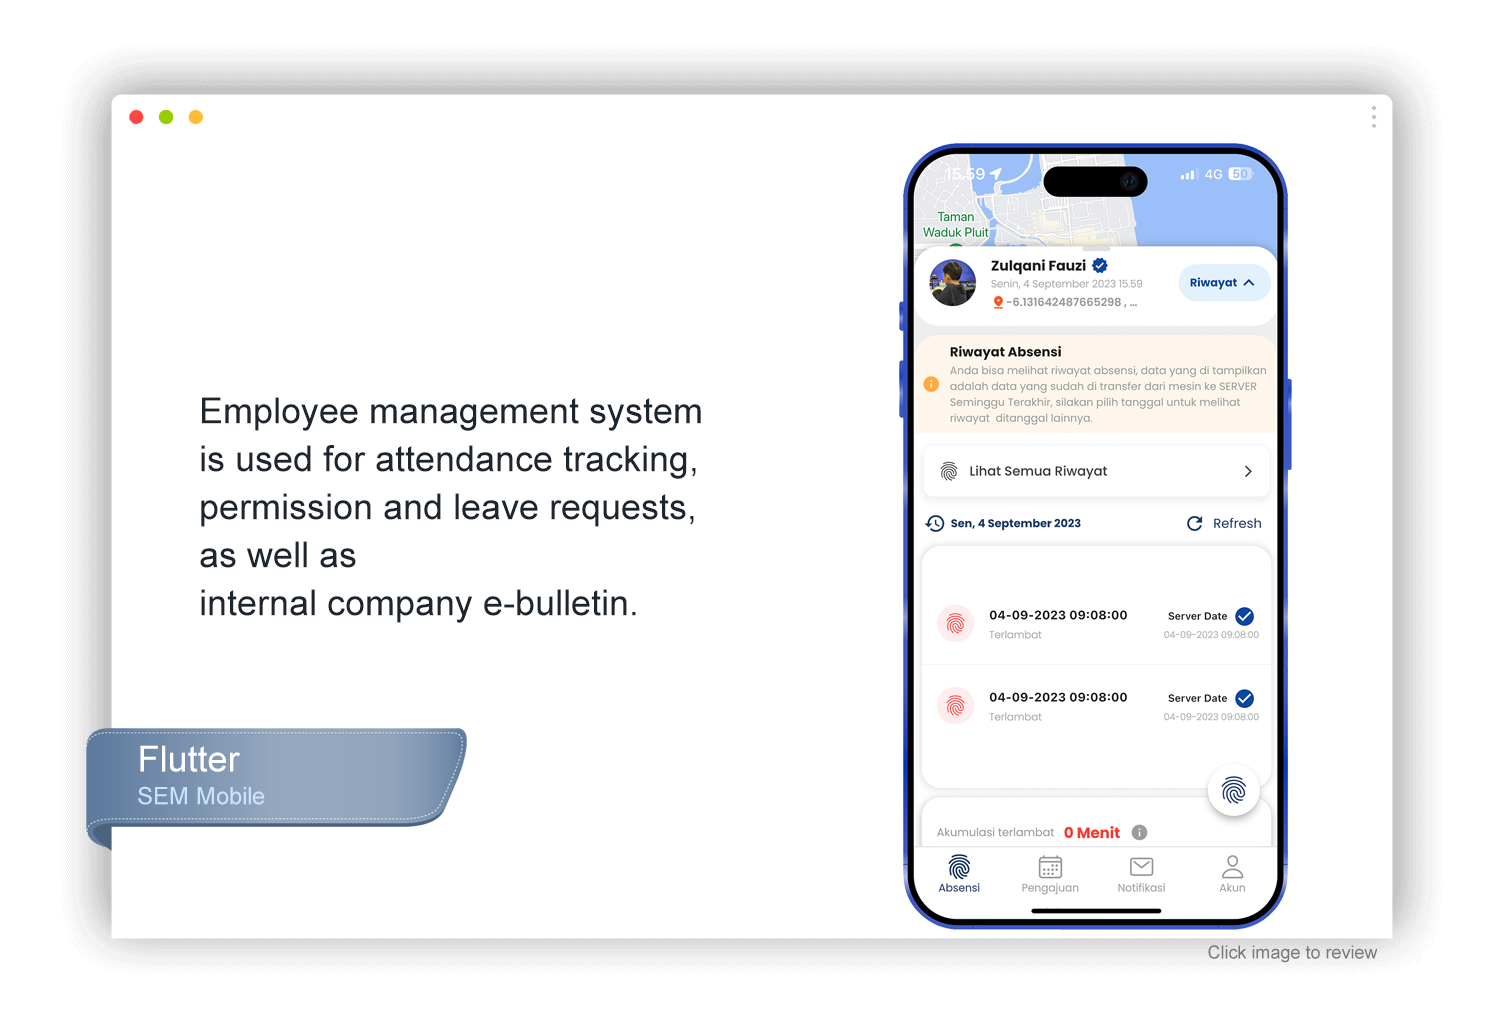 Employee management system
is used for attendance tracking,
permission and leave requests,
as well as
internal company e-bulletin.
Flutter
SEM Mobile
15.59
4G 50
Taman
Waduk Pluit
Zulqani Fauzi
Senin, 4 September 2023 15.59
-6.131642487665298 , ...
Riwayat
Riwayat Absensi
Anda bisa melihat riwayat absensi, data yang di tampilkan
adalah data yang sudah di transfer dari mesin ke SERVER
Seminggu Terakhir, silakan pilih tanggal untuk melihat
riwayat ditanggal lainnya.
Lihat Semua Riwayat
Sen, 4 September 2023
Refresh
04-09-2023 09:08:00
Terlambat
Server Date
04-09-2023 09:08:00
04-09-2023 09:08:00
Terlambat
Server Date
04-09-2023 09:08:00
Akumulasi terlambat 0 Menit
Absensi
Pengajuan
Notifikasi
Akun
Click image to review